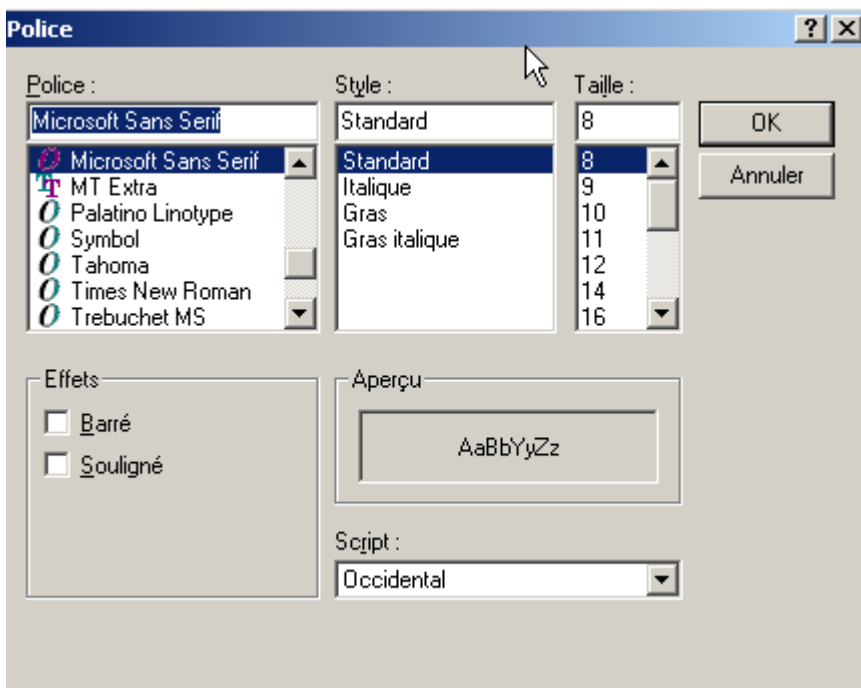 Police
Police :
Style :
Taille :
Microsoft Sans Serif
Standard
8
OK
Annuler
Microsoft Sans Serif
MT Extra
Palatino Linotype
Symbol
Tahoma
Times New Roman
Trebuchet MS
Standard
Italique
Gras
Gras italique
8
9
10
11
12
14
16
Effets
Barré
Souligné
Aperçu
AaBbYyZz
Script :
Occidental